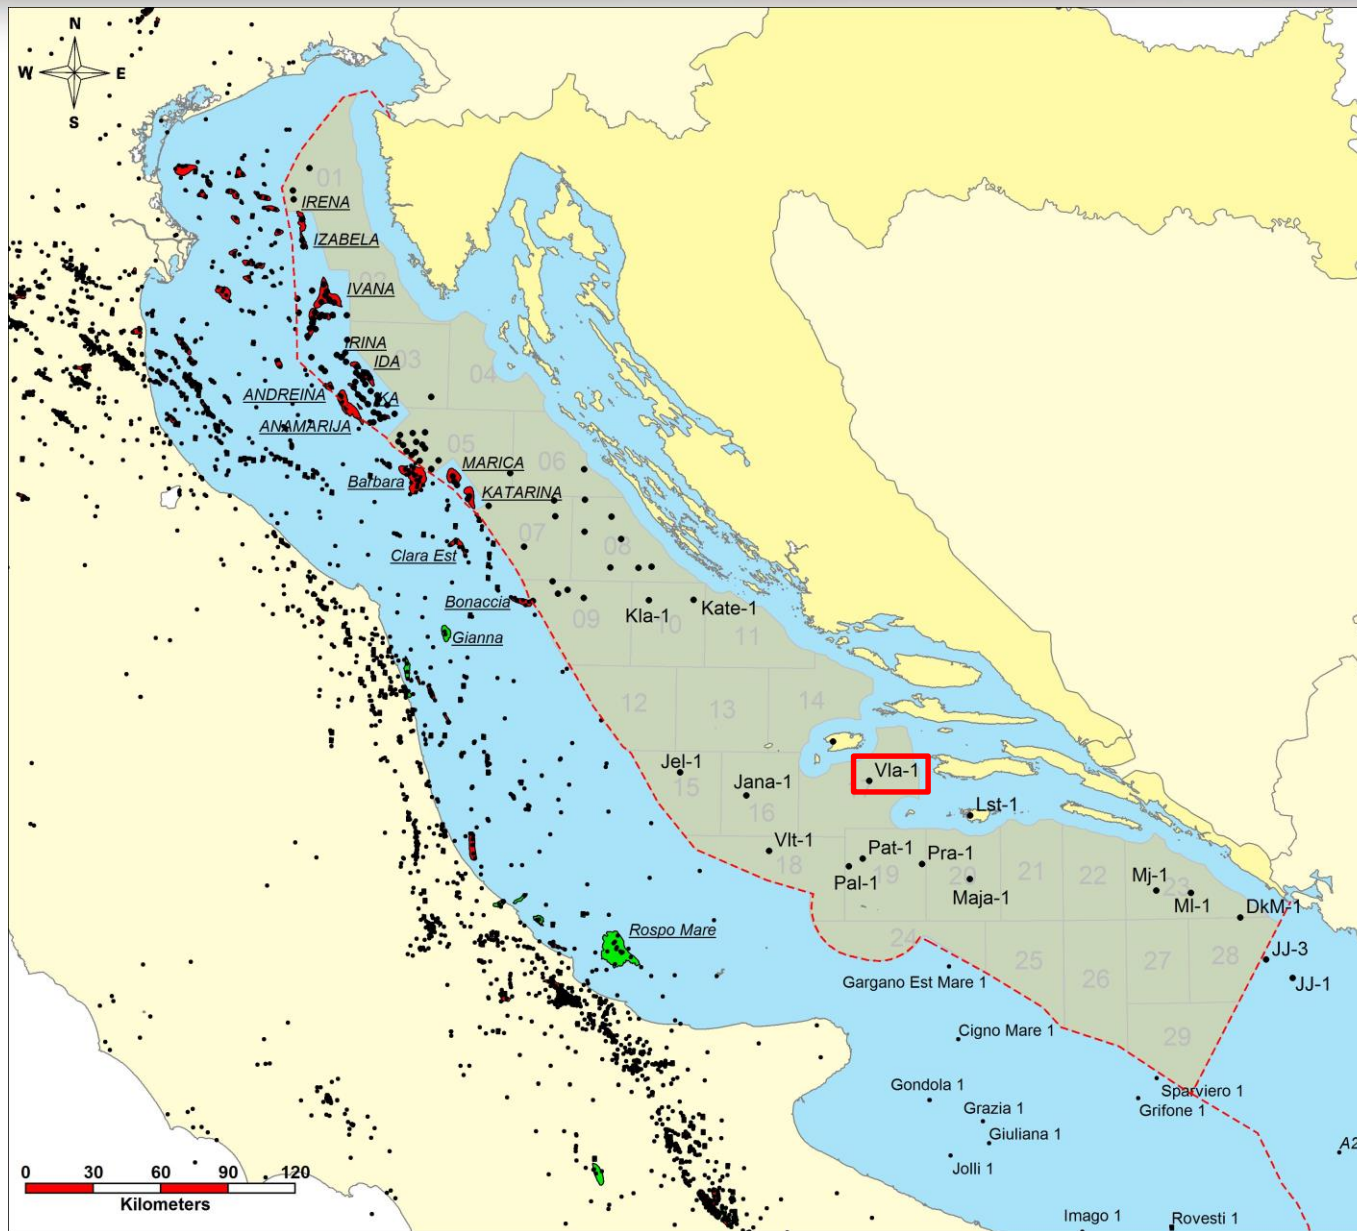 N
W E
S
01
IRENA
IZABELA
02
IVANA
IRINA
03
IDA
04
ANDREINA
IKA
ANAMARIJA
05
06
MARICA
Barbara
KATARINA
07
08
Clara Est
Bonaccia
Kla-1
Kate-1
09
10
11
Gianna
12
13
14
Jel-1
Vla-1
15
Jana-1
16
Lst-1
Vlt-1
18
Pat-1
Pra-1
Pal-1
19
20
21
22
Mj-1
23
Maja-1
Ml-1
DkM-1
Rospo Mare
24
25
26
27
28
JJ-3
JJ-1
Gargano Est Mare 1
Cigno Mare 1
29
Gondola 1
Sparviero 1
Grifone 1
Grazia 1
Giuliana 1
Jolli 1
A2
0 30 60 90 120
Kilometers
Imago 1
Rovesti 1